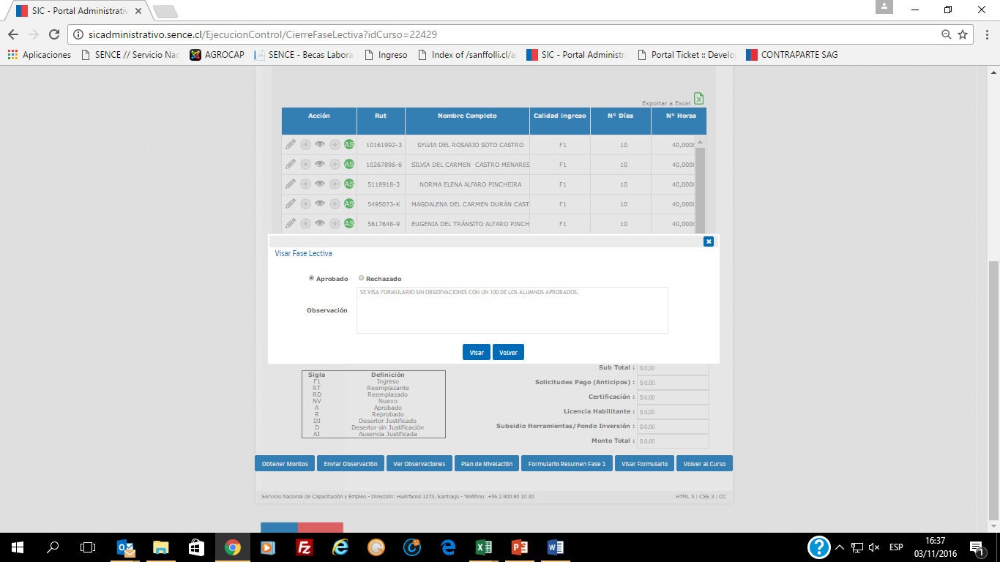 SIC - Portal Administrativ
sicadministrativo.sence.cl/EjecucionControl/CierreFaseLectiva?idCurso=22429
Aplicaciones SENCE // Servicio Nac AGROCAP SENCE - Becas Labora Ingreso Index of /sanffolli.cl/a SIC - Portal Administra Portal Ticket :: Develo CONTRAPARTE SAG
Exportar a Excel
Acción Rut Nombre Completo Calidad ingreso N° Días N° Horas
AS 10161992-3 SYLVIA DEL ROSARIO SOTO CASTRO F1 10 40,0000
AS 10267896-6 SILVIA DEL CARMEN CASTRO MENARES F1 10 40,0000
AS 5118918-3 NORMA ELENA ALFARO PINCHEIRA F1 10 40,0000
AS 5495073-K MAGDALENA DEL CARMEN DURÁN CAST F1 10 40,0000
AS 5617648-9 EUGENIA DEL TRÁNSITO ALFARO PINCH F1 10 40,0000
Visar Fase Lectiva
Aprobado Rechazado
Observación
SE VISA FORMULARIO SIN OBSERVACIONES CON UN 100 DE LOS ALUMNOS APROBADOS.
Visar Volver
Sigla Definición
F1 Ingreso
RT Reemplazante
RD Reemplazado
NV Nuevo
A Aprobado
R Reprobado
DJ Desertor Justificado
D Desertor sin Justificación
AJ Ausencia Justificada
Sub Total : $ 0,00
Solicitudes Pago (Anticipos) : $ 0,00
Certificación : $ 0,00
Licencia Habilitante : $ 0,00
Subsidio Herramientas/Fondo Inversión : $ 0,00
Monto Total : $ 0,00
Obtener Montos Enviar Observación Ver Observaciones Plan de Nivelación Formulario Resumen Fase 1 Visar Formulario Volver al Curso
Servicio Nacional de Capacitación y Empleo - Dirección: Huérfanos 1273, Santiago - Teléfono: +56 2 800 80 10 30 HTML 5 | CSS 3 | CC
ESP 16:37
03/11/2016
1